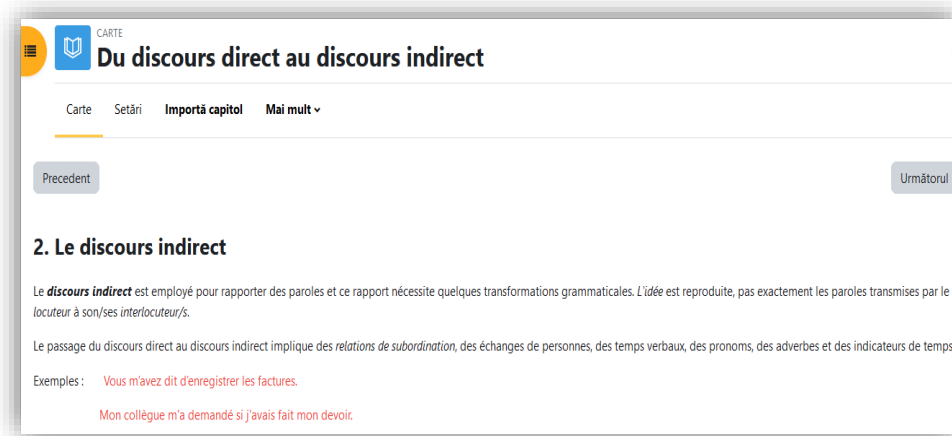 CARTE
Du discours direct au discours indirect
Carte Setări Importă capitol Mai mult
Precedent Următorul
2. Le discours indirect
Le discours indirect est employé pour rapporter des paroles et ce rapport nécessite quelques transformations grammaticales. L'idée est reproduite, pas exactement les paroles transmises par le
locuteur à son/ses interlocuteur/s.
Le passage du discours direct au discours indirect implique des relations de subordination, des échanges de personnes, des temps verbaux, des pronoms, des adverbes et des indicateurs de temps
Exemples : Vous m'avez dit d'enregistrer les factures.
Mon collègue m'a demandé si j'avais fait mon devoir.